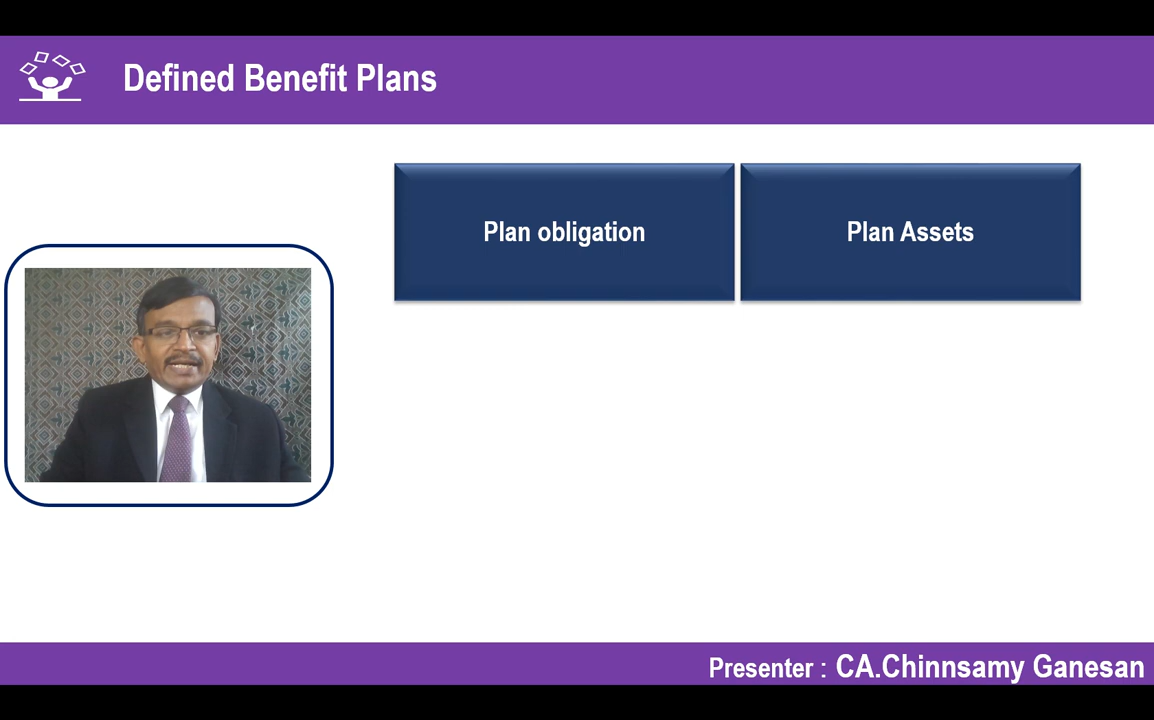 Defined Benefit Plans
Plan obligation
Plan Assets
Presenter : CA.Chinnsamy Ganesan